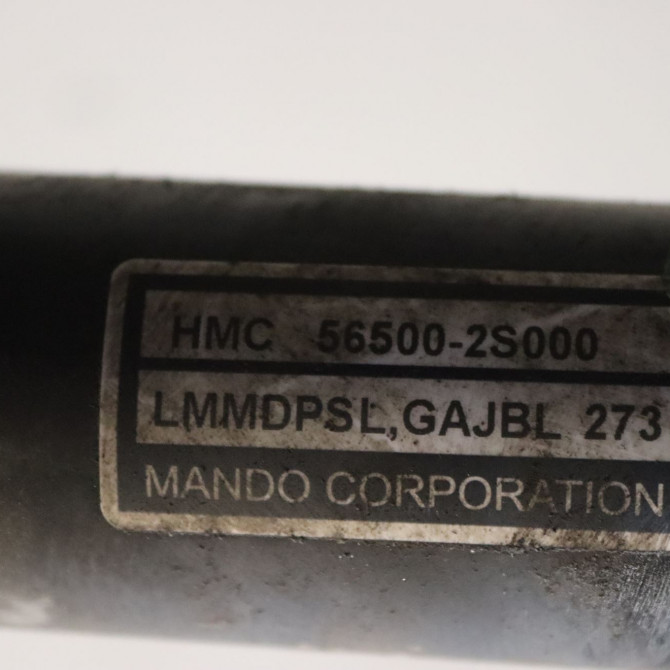 HMC 56500-2S000
LMMDPSL,GAJBL 273
MANDO CORPORATION